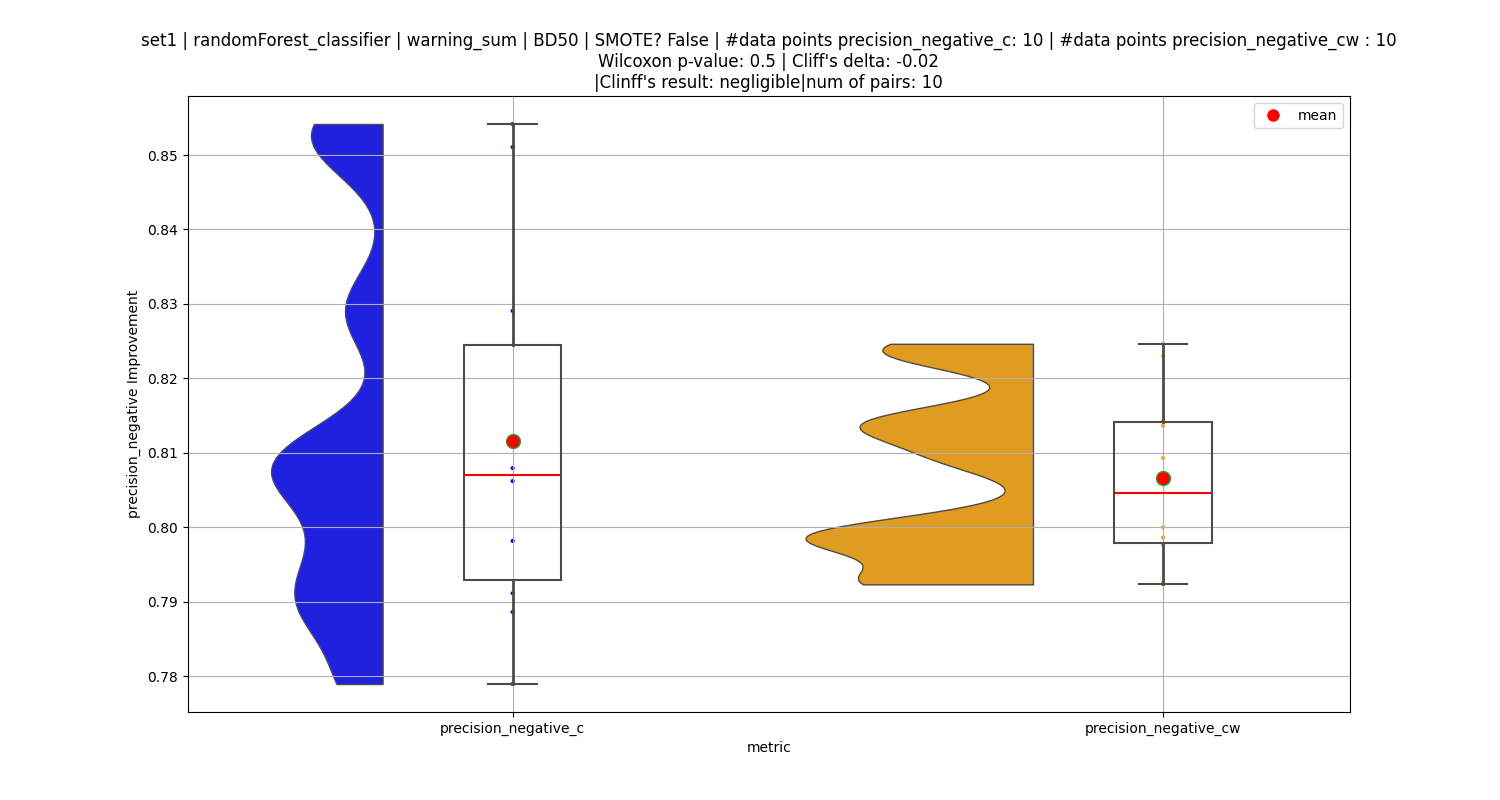 set1 | randomForest_classifier | warning_sum | BD50 | SMOTE? False | #data points precision_negative_c: 10 | #data points precision_negative_cw : 10
Wilcoxon p-value: 0.5 | Cliff's delta: -0.02
|Clinff's result: negligible|num of pairs: 10
mean
0.85
0.84
0.83
0.82
0.81
0.80
0.79
0.78
precision_negative Improvement
precision_negative_c
precision_negative_cw
metric